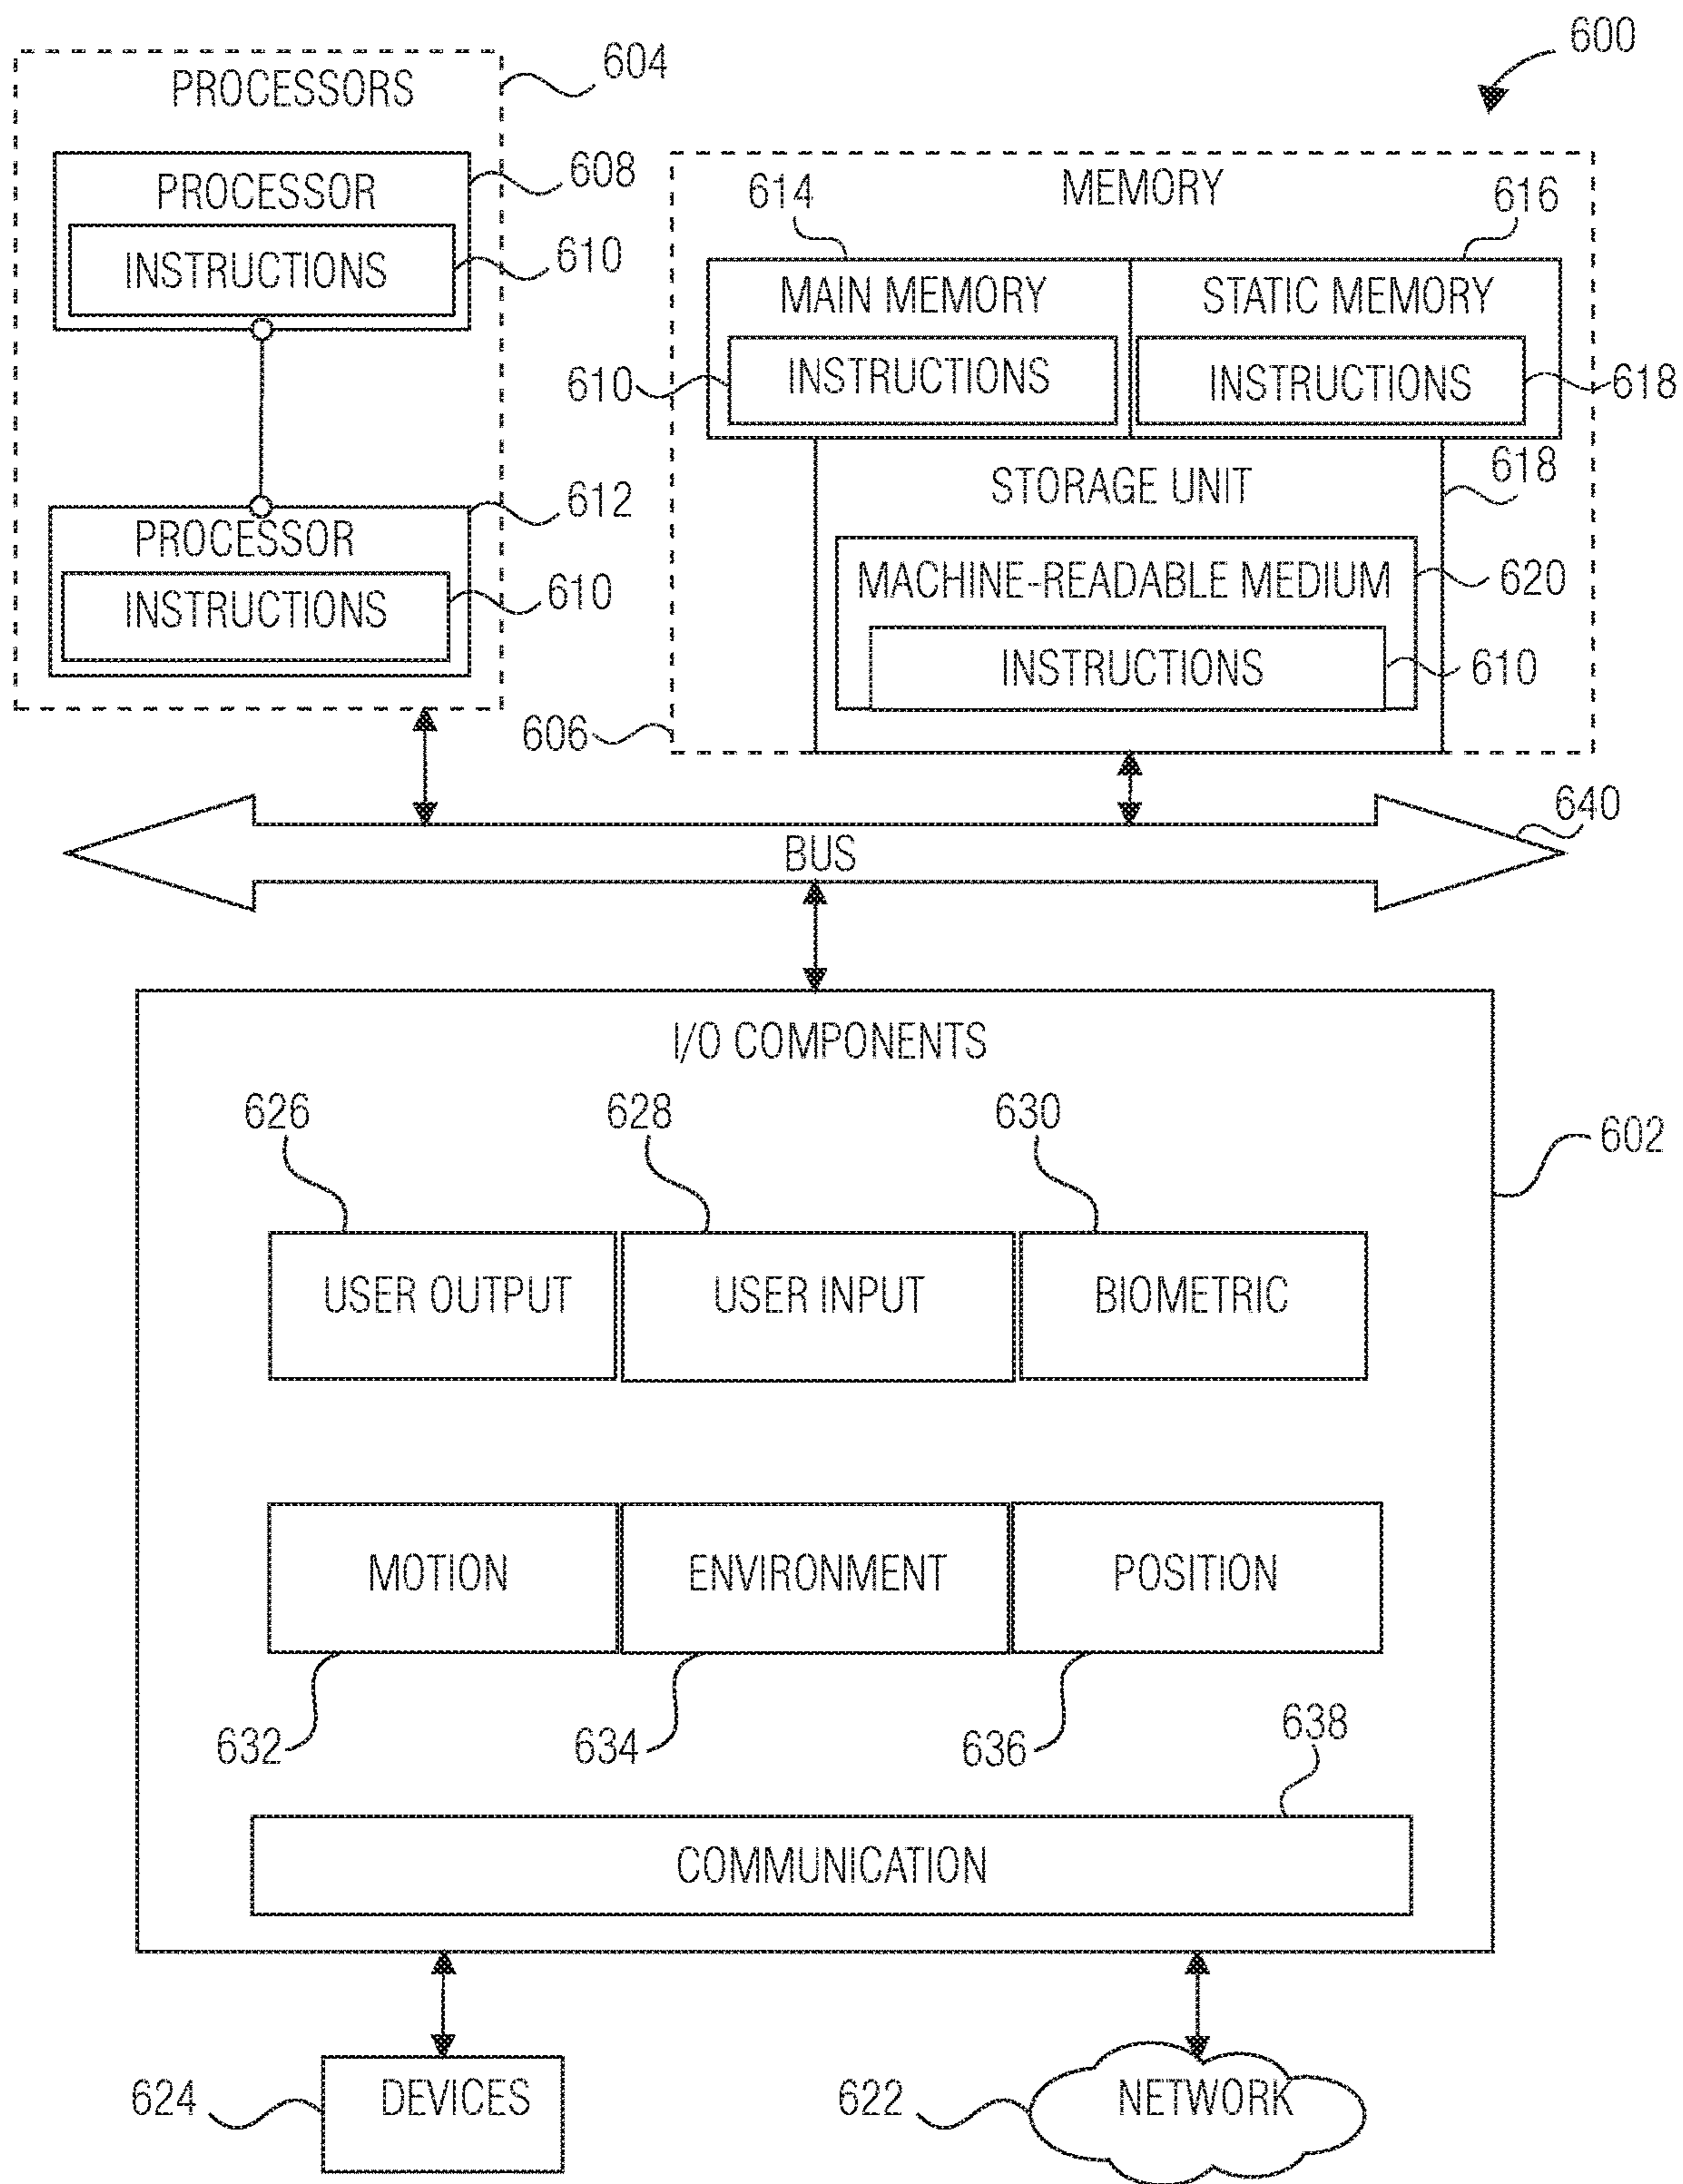 600
PROCESSORS
604
PROCESSOR
608
INSTRUCTIONS
610
PROCESSOR
612
INSTRUCTIONS
610
MEMORY
614
616
MAIN MEMORY
STATIC MEMORY
610
INSTRUCTIONS
INSTRUCTIONS
618
STORAGE UNIT
618
MACHINE-READABLE MEDIUM
620
INSTRUCTIONS
610
606
640
BUS
I/O COMPONENTS
602
626
628
630
USER OUTPUT
USER INPUT
BIOMETRIC
MOTION
ENVIRONMENT
POSITION
632
634
636
638
COMMUNICATION
624
DEVICES
622
NETWORK